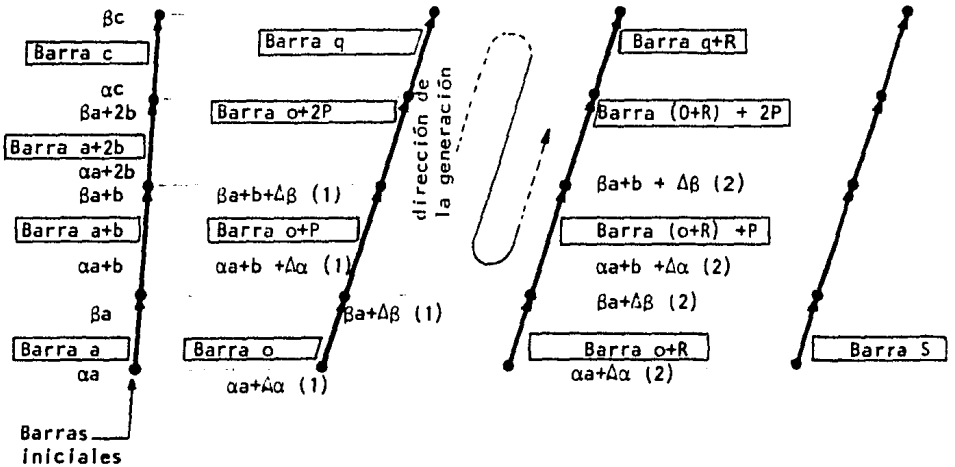 βc
Barra c
αc
βa+2b
Barra a+2b
αa+2b
βa+b
Barra a+b
αa+b
βa
Barra a
αa
Barras
iniciales
Barra q
Barra o+2P
βa+b+Δβ (1)
Barra o+P
αa+b +Δα (1)
βa+Δβ (1)
Barra o
αa+Δα (1)
dirección de
la generación
Barra q+R
Barra (O+R) + 2P
βa+b + Δβ (2)
Barra (o+R) +P
αa+b +Δα (2)
βa+Δβ (2)
Barra o+R
αa+Δα (2)
Barra S